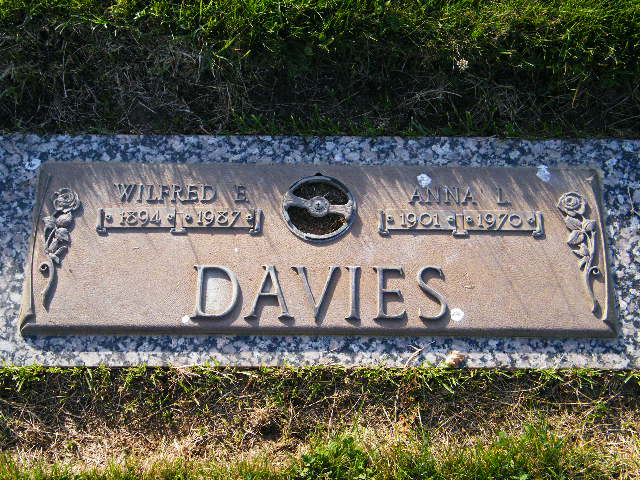 WILFRED E. ANNA L.
1894 1987 1901 1970
DAVIES